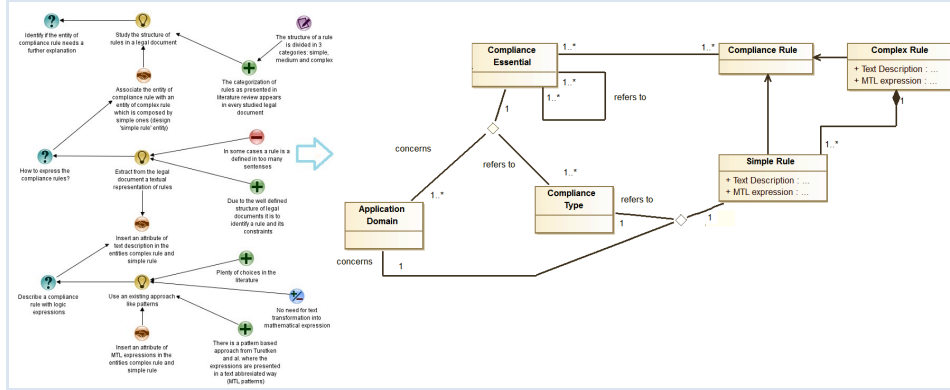 Identify if the entity of
compliance rule needs a
further explanation
Study the structure of
rules in a legal document
The structure of a rule
is divided in 3
categories: simple,
medium and complex
The categorization of
rules as presented in
literature review appears
in every studied legal
document
Associate the entity of
compliance rule with an
entity of complex rule
which is composed by
simple ones (design
'simple rule' entity)
In some cases a rule is a
defined in too many
sentences
How to express the
compliance rules?
Extract from the legal
document a textual
representation of rules
Due to the well defined
structure of legal
documents it is to
identify a rule and its
constraints
Insert an attribute of
text description in the
entities complex rule and
simple rule
Plenty of choices in the
literature
Describe a compliance
rule with logic
expressions
Use an existing approach
like patterns
No need for text
transformation into
mathematical expression
Insert an attribute of
MTL expressions in the
entities complex rule and
simple rule
There is a pattern based
approach from Turetken
and al. where the
expressions are presented
in a text abbreviated way
(MTL patterns)
Compliance
Essential
1..*
1..*
Compliance Rule
Complex Rule
+ Text Description : ...
+ MTL expression : ...
1..*
1..*
refers to
1
1
concerns
refers to
1..*
1..*
1..*
Simple Rule
+ Text Description : ...
+ MTL expression : ...
Compliance
Type
refers to
1
1
Application
Domain
concerns
1